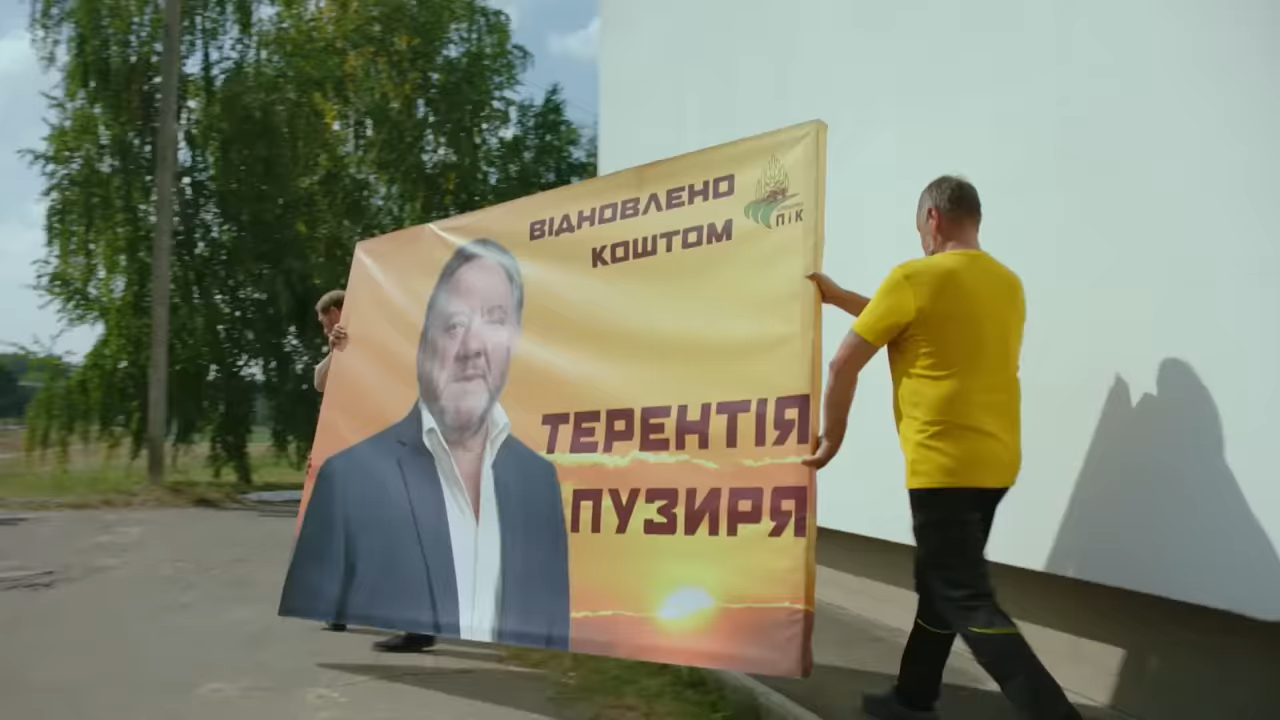 ВІДНОВЛЕНО
КОШТОМ
ПІК
ТЕРЕНТІЯ
ПУЗИРЯ